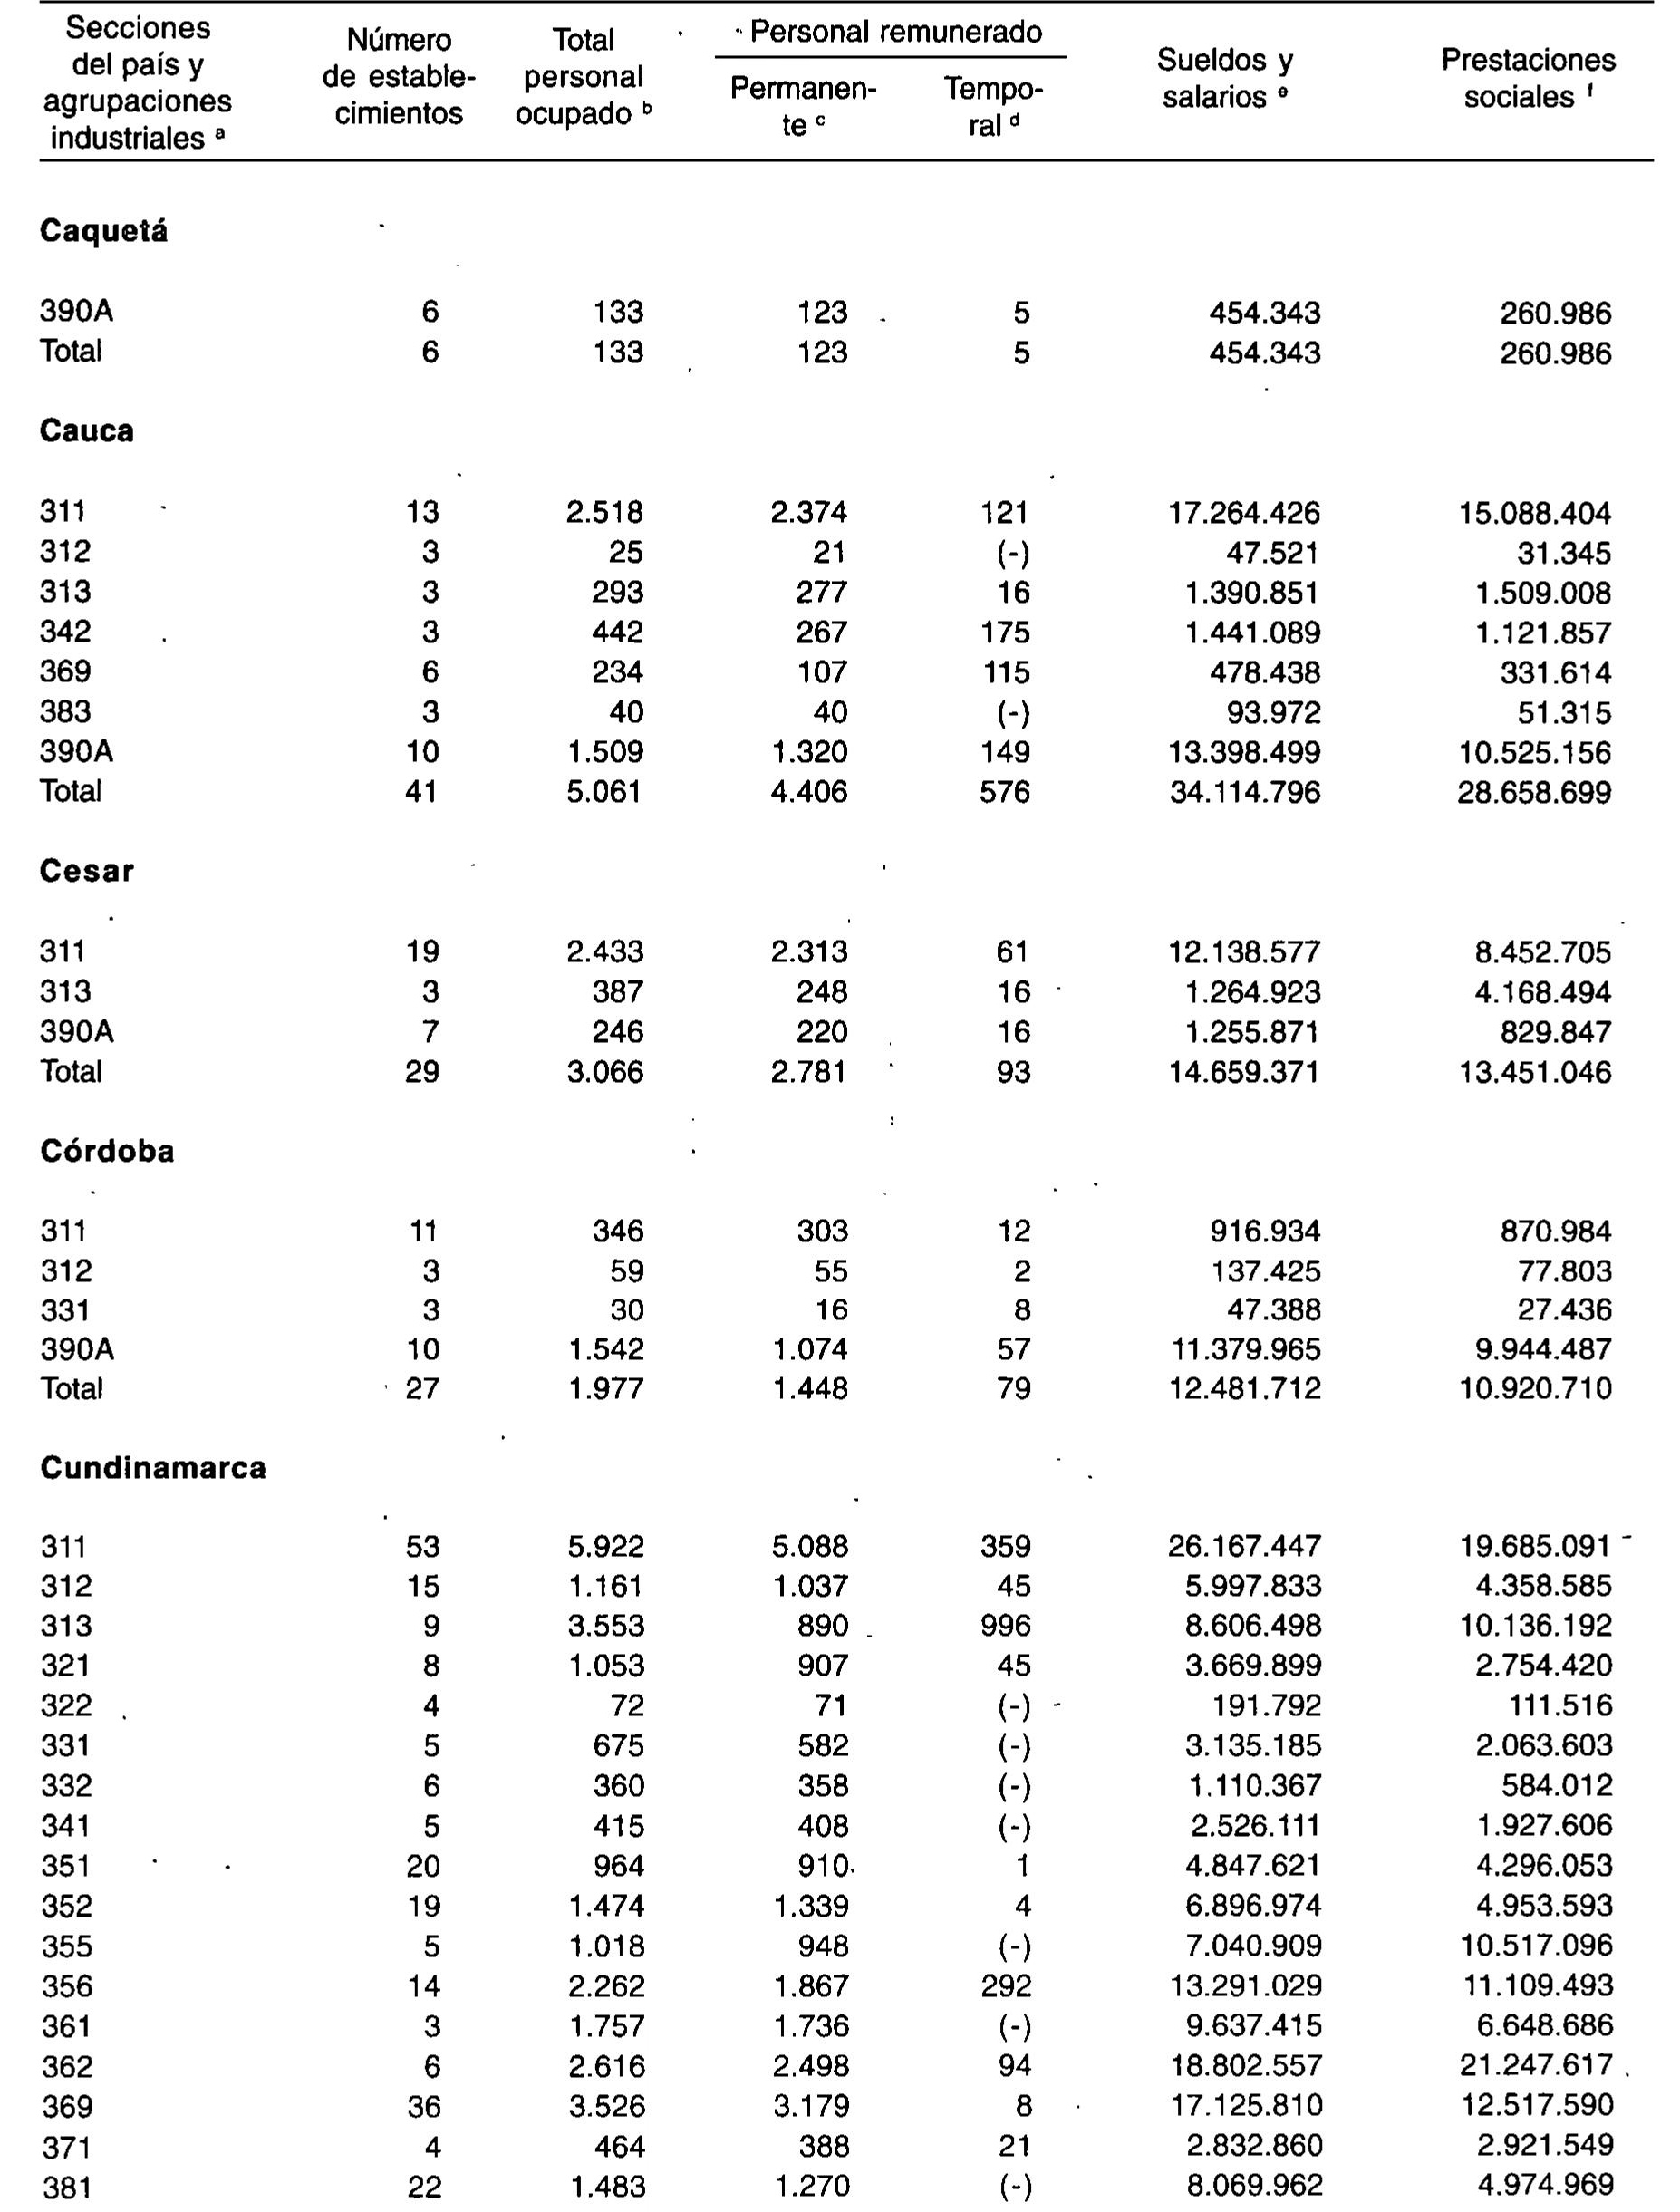 Secciones del país y agrupaciones industriales a Número de estable-cimientos Total personal ocupado b Personal remunerado Permanen-te c Tempo-ral d Sueldos y salarios e Prestaciones sociales f
Caquetá
390A 6 133 123 5 454.343 260.986
Total 6 133 123 5 454.343 260.986
Cauca
311 13 2.518 2.374 121 17.264.426 15.088.404
312 3 25 21 (-) 47.521 31.345
313 3 293 277 16 1.390.851 1.509.008
342 3 442 267 175 1.441.089 1.121.857
369 6 234 107 115 478.438 331.614
383 3 40 40 (-) 93.972 51.315
390A 10 1.509 1.320 149 13.398.499 10.525.156
Total 41 5.061 4.406 576 34.114.796 28.658.699
Cesar
311 19 2.433 2.313 61 12.138.577 8.452.705
313 3 387 248 16 1.264.923 4.168.494
390A 7 246 220 16 1.255.871 829.847
Total 29 3.066 2.781 93 14.659.371 13.451.046
Córdoba
311 11 346 303 12 916.934 870.984
312 3 59 55 2 137.425 77.803
331 3 30 16 8 47.388 27.436
390A 10 1.542 1.074 57 11.379.965 9.944.487
Total 27 1.977 1.448 79 12.481.712 10.920.710
Cundinamarca
311 53 5.922 5.088 359 26.167.447 19.685.091
312 15 1.161 1.037 45 5.997.833 4.358.585
313 9 3.553 890 996 8.606.498 10.136.192
321 8 1.053 907 45 3.669.899 2.754.420
322 4 72 71 (-) 191.792 111.516
331 5 675 582 (-) 3.135.185 2.063.603
332 6 360 358 (-) 1.110.367 584.012
341 5 415 408 (-) 2.526.111 1.927.606
351 20 964 910 1 4.847.621 4.296.053
352 19 1.474 1.339 4 6.896.974 4.953.593
355 5 1.018 948 (-) 7.040.909 10.517.096
356 14 2.262 1.867 292 13.291.029 11.109.493
361 3 1.757 1.736 (-) 9.637.415 6.648.686
362 6 2.616 2.498 94 18.802.557 21.247.617
369 36 3.526 3.179 8 17.125.810 12.517.590
371 4 464 388 21 2.832.860 2.921.549
381 22 1.483 1.270 (-) 8.069.962 4.974.969